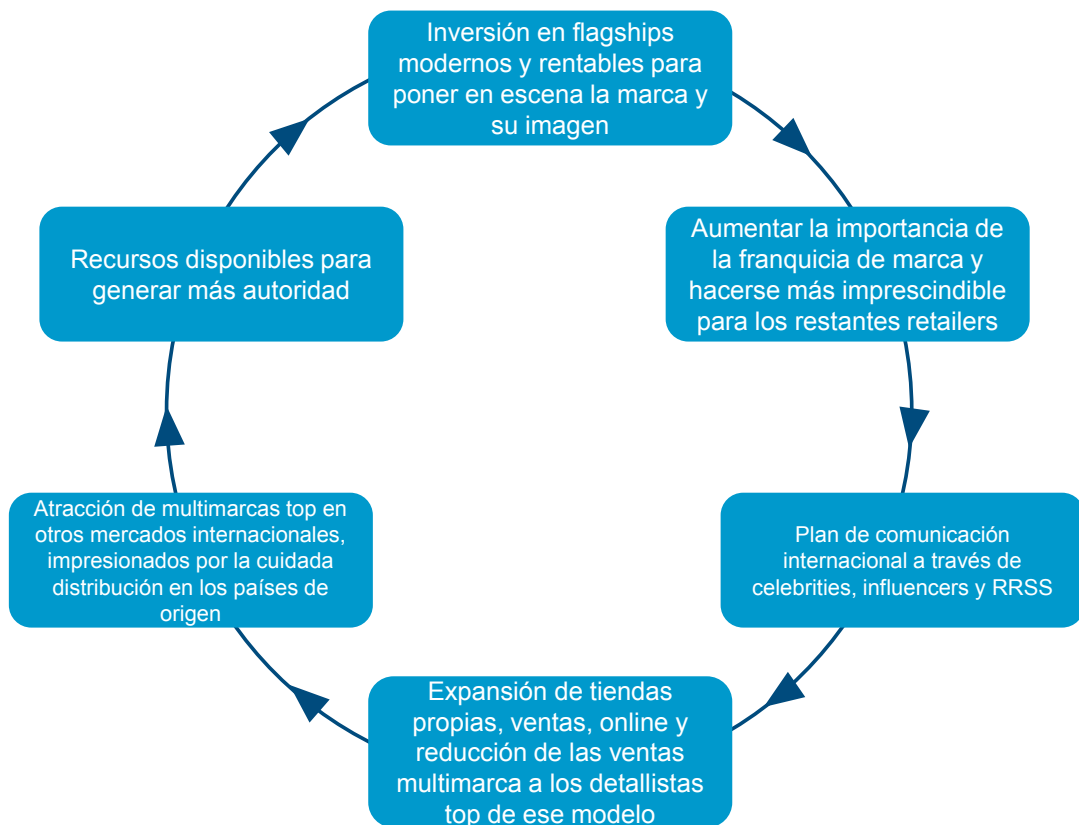 Inversión en flagships
modernos y rentables para
poner en escena la marca y
su imagen
Aumentar la importancia de
la franquicia de marca y
hacerse más imprescindible
para los restantes retailers
Plan de comunicación
internacional a través de
celebrities, influencers y RRSS
Expansión de tiendas
propias, ventas, online y
reducción de las ventas
multimarca a los detallistas
top de ese modelo
Atracción de multimarcas top en
otros mercados internacionales,
impresionados por la cuidada
distribución en los países de
origen
Recursos disponibles para
generar más autoridad